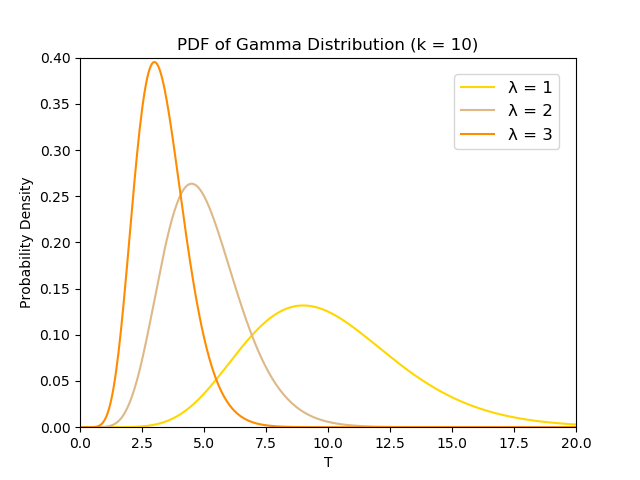 PDF of Gamma Distribution (k = 10)
0.40
0.35
0.30
0.25
0.20
0.15
0.10
0.05
0.00
Probability Density
λ = 1
λ = 2
λ = 3
0.0 2.5 5.0 7.5 10.0 12.5 15.0 17.5 20.0
T